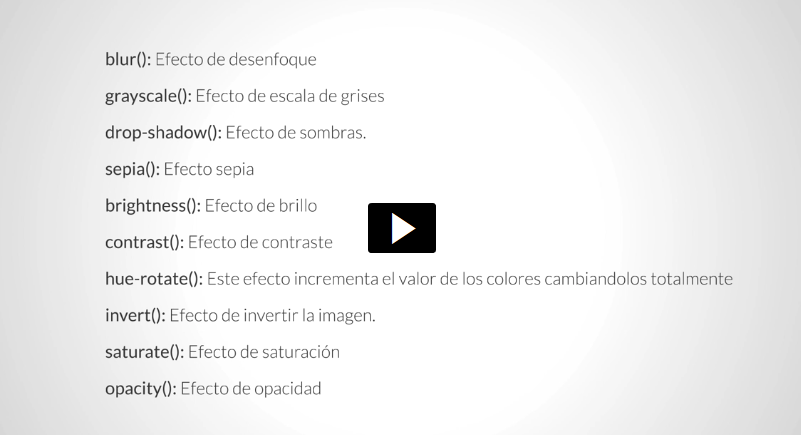 blur(): Efecto de desenfoque
grayscale(): Efecto de escala de grises
drop-shadow(): Efecto de sombras.
sepia(): Efecto sepia
brightness(): Efecto de brillo
contrast(): Efecto de contraste
hue-rotate(): Este efecto incrementa el valor de los colores cambiandolos totalmente
invert(): Efecto de invertir la imagen.
saturate(): Efecto de saturación
opacity(): Efecto de opacidad